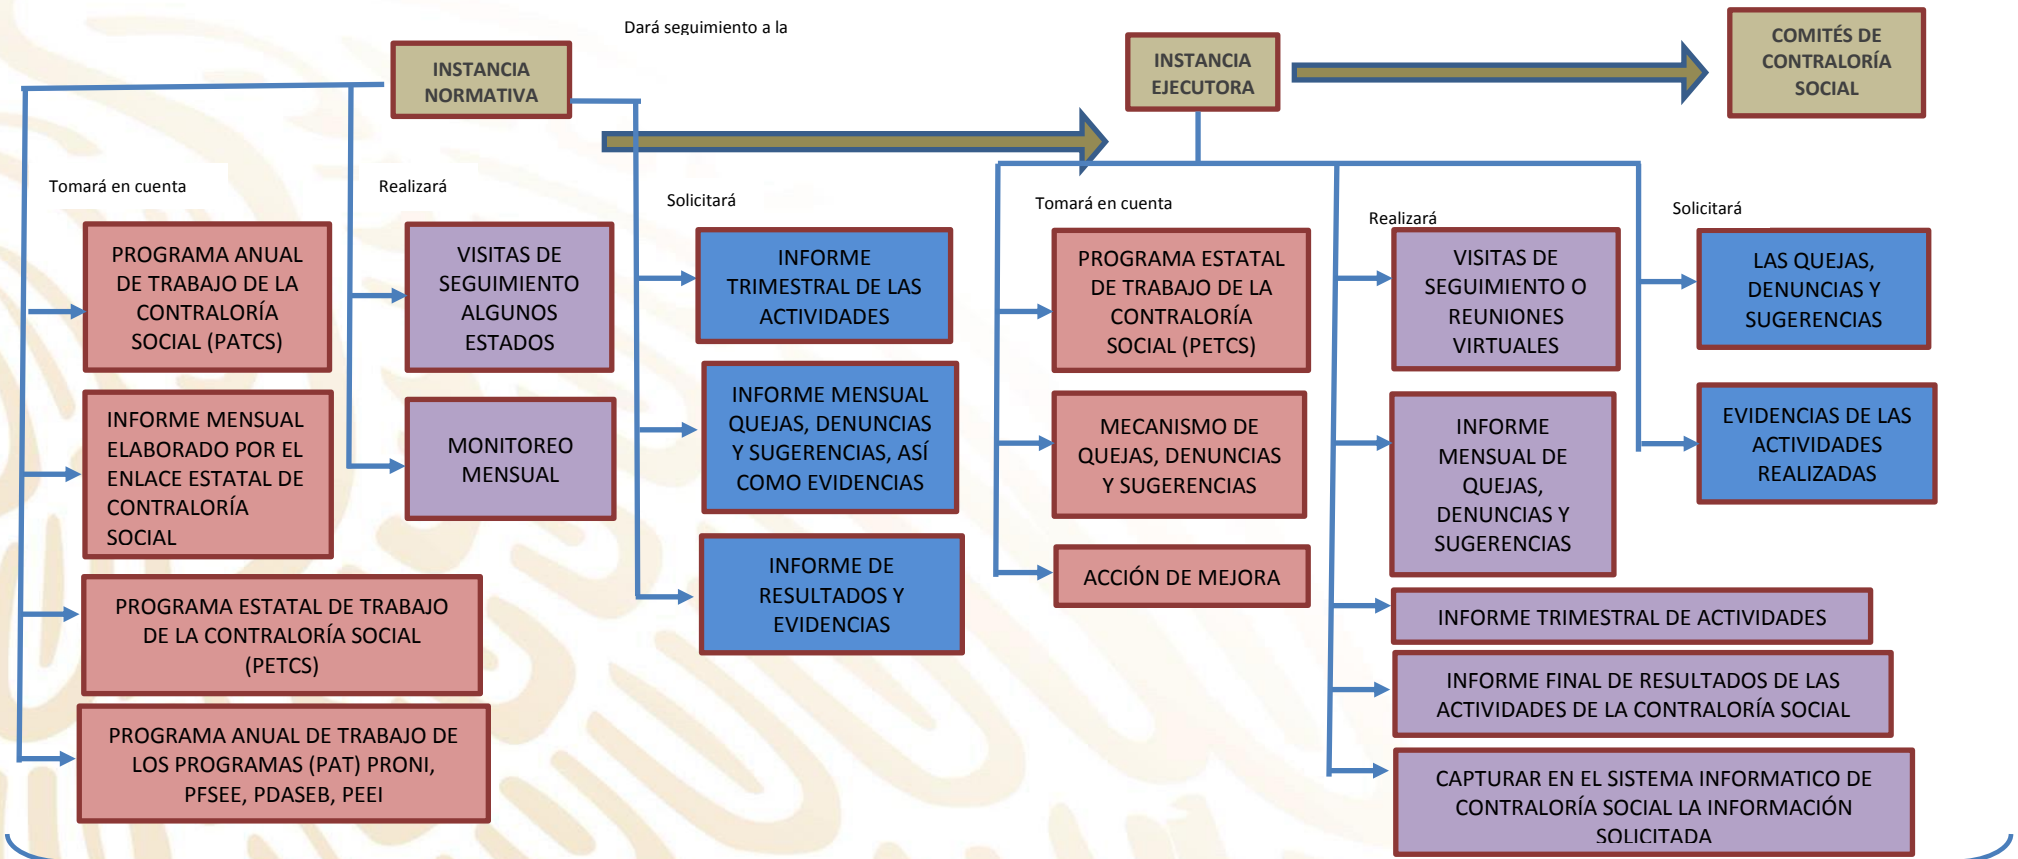 Dará seguimiento a la
INSTANCIA
NORMATIVA
INSTANCIA
EJECUTORA
COMITÉS DE
CONTRALORÍA
SOCIAL
Tomará en cuenta
PROGRAMA ANUAL
DE TRABAJO DE LA
CONTRALORÍA
SOCIAL (PATCS)
INFORME MENSUAL
ELABORADO POR EL
ENLACE ESTATAL DE
CONTRALORÍA
SOCIAL
PROGRAMA ESTATAL DE TRABAJO
DE LA CONTRALORÍA SOCIAL
(PETCS)
PROGRAMA ANUAL DE TRABAJO DE
LOS PROGRAMAS (PAT) PRONI,
PFSEE, PDASEB, PEEI
Realizará
VISITAS DE
SEGUIMIENTO
ALGUNOS
ESTADOS
MONITOREO
MENSUAL
Solicitará
INFORME
TRIMESTRAL DE LAS
ACTIVIDADES
INFORME MENSUAL
QUEJAS, DENUNCIAS
Y SUGERENCIAS, ASÍ
COMO EVIDENCIAS
INFORME DE
RESULTADOS Y
EVIDENCIAS
Tomará en cuenta
PROGRAMA ESTATAL
DE TRABAJO DE LA
CONTRALORÍA
SOCIAL (PETCS)
MECANISMO DE
QUEJAS, DENUNCIAS
Y SUGERENCIAS
ACCIÓN DE MEJORA
Realizará
VISITAS DE
SEGUIMIENTO O
REUNIONES
VIRTUALES
INFORME
MENSUAL DE
QUEJAS,
DENUNCIAS Y
SUGERENCIAS
INFORME TRIMESTRAL DE ACTIVIDADES
INFORME FINAL DE RESULTADOS DE LAS
ACTIVIDADES DE LA CONTRALORÍA SOCIAL
CAPTURAR EN EL SISTEMA INFORMATICO DE
CONTRALORÍA SOCIAL LA INFORMACIÓN
SOLICITADA
Solicitará
LAS QUEJAS,
DENUNCIAS Y
SUGERENCIAS
EVIDENCIAS DE LAS
ACTIVIDADES
REALIZADAS